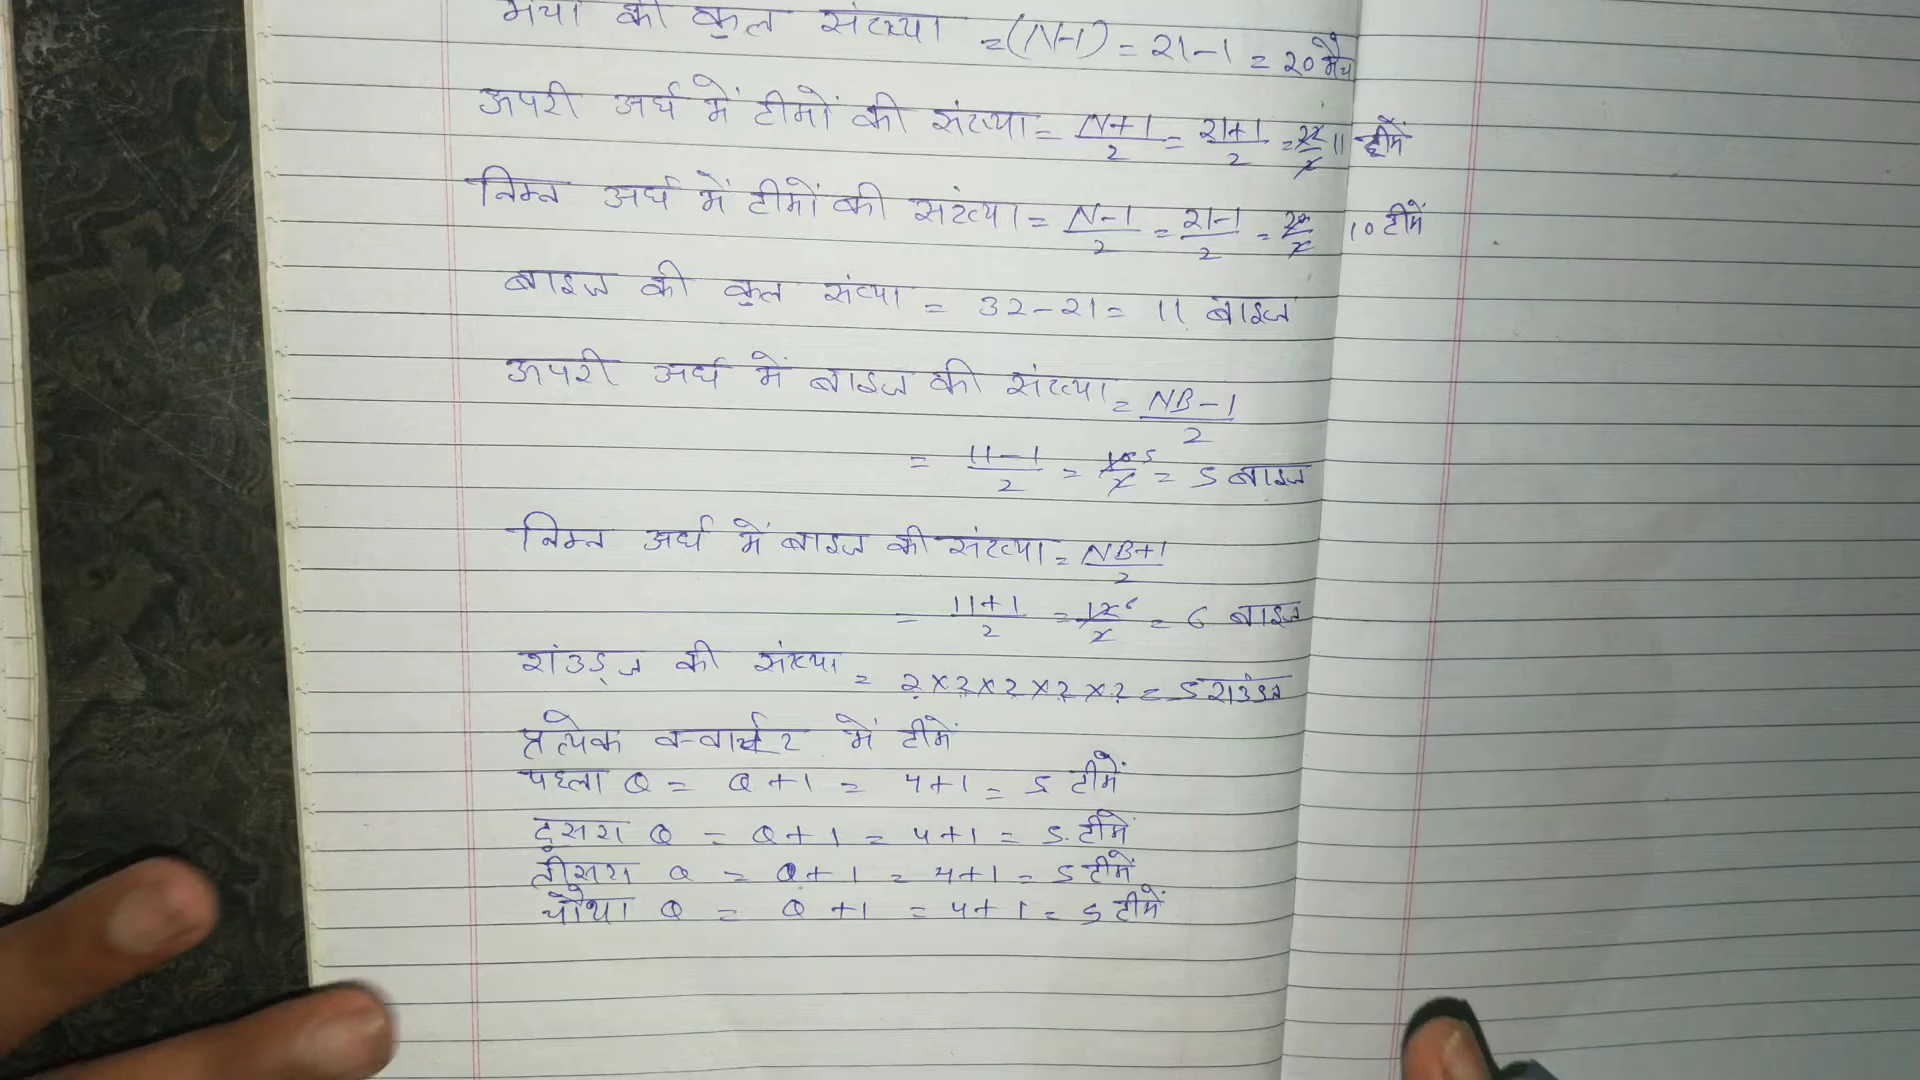 मैचों की कुल संख्या = (N-1) = 21-1 = 20 मैच
ऊपरी अर्ध में टीमों की संख्या = N+1/2 = 21+1/2 = 22/2 11 टीमें
निम्न अर्ध में टीमों की संख्या = N-1/2 = 21-1/2 = 20/2 10 टीमें
बाइज की कुल संख्या = 32-21 = 11 बाइज
ऊपरी अर्ध में बाइज की संख्या = NB-1/2
= 11-1/2 = 10/2 5 = 5 बाइज
निम्न अर्ध में बाइज की संख्या = NB+1/2
= 11+1/2 = 12/2 6 = 6 बाइज
रांउड्ज की संख्या = 2×2×2×2×2 = 5 राउंडज
प्रत्येक क्वार्टर में टीमें
पहला Q = Q+1 = 4+1 = 5 टीमें
दुसरा Q = Q+1 = 4+1 = 5 टीमें
तीसरा Q = Q+1 = 4+1 = 5 टीमें
चौथा Q = Q+1 = 4+1 = 5 टीमें